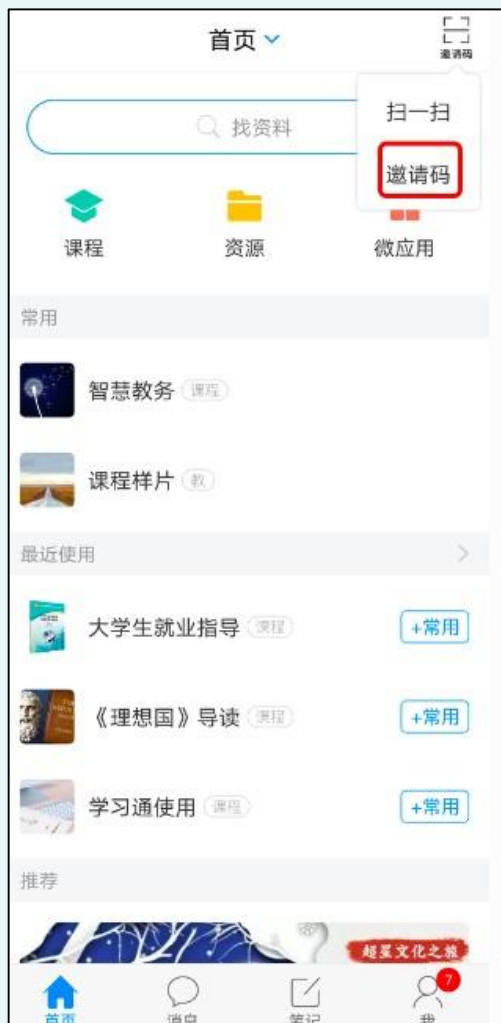 首页
邀请码
扫一扫
找资料
邀请码
课程 资源 微应用
常用
智慧教务 课程
课程样片 教
最近使用
大学生就业指导 课程 +常用
《理想国》导读 课程 +常用
学习通使用 课程 +常用
推荐
超星文化之旅
7
首页 消息 笔记 我